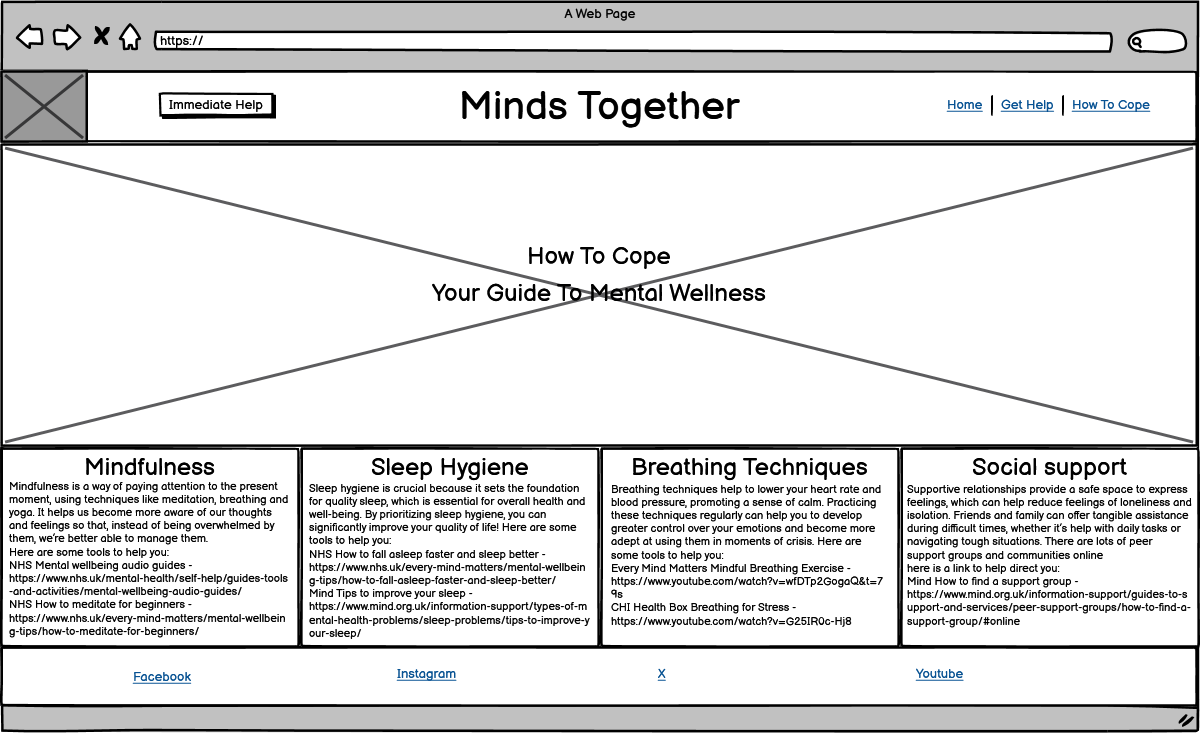 A Web Page
https://
Immediate Help
Minds Together
Home
Get Help
How To Cope
How To Cope
Your Guide To Mental Wellness
Mindfulness
Mindfulness is a way of paying attention to the present
moment, using techniques like meditation, breathing and
yoga. It helps us become more aware of our thoughts
and feelings so that, instead of being overwhelmed by
them, we're better able to manage them.
Here are some tools to help you:
NHS Mental wellbeing audio guides -
https://www.nhs.uk/mental-health/self-help/guides-tools
-and-activities/mental-wellbeing-audio-guides/
NHS How to meditate for beginners -
https://www.nhs.uk/every-mind-matters/mental-wellbein
g-tips/how-to-meditate-for-beginners/
Sleep Hygiene
Sleep hygiene is crucial because it sets the foundation
for quality sleep, which is essential for overall health and
well-being. By prioritizing sleep hygiene, you can
significantly improve your quality of life! Here are some
tools to help you:
NHS How to fall asleep faster and sleep better -
https://www.nhs.uk/every-mind-matters/mental-wellbein
g-tips/how-to-fall-asleep-faster-and-sleep-better/
Mind Tips to improve your sleep -
https://www.mind.org.uk/information-support/types-of-m
ental-health-problems/sleep-problems/tips-to-improve-y
our-sleep/
Breathing Techniques
Breathing techniques help to lower your heart rate and
blood pressure, promoting a sense of calm. Practicing
these techniques regularly can help you to develop
greater control over your emotions and become more
adept at using them in moments of crisis. Here are
some tools to help you:
Every Mind Matters Mindful Breathing Exercise -
https://www.youtube.com/watch?v=wfDTp2GogaQ&t=7
9s
CHI Health Box Breathing for Stress -
https://www.youtube.com/watch?v=G25IR0c-Hj8
Social support
Supportive relationships provide a safe space to express
feelings, which can help reduce feelings of loneliness and
isolation. Friends and family can offer tangible assistance
during difficult times, whether it's help with daily tasks or
navigating tough situations. There are lots of peer
support groups and communities online
here is a link to help direct you:
Mind How to find a support group -
https://www.mind.org.uk/information-support/guides-to-s
upport-and-services/peer-support-groups/how-to-find-a-
support-group/#online
Facebook
Instagram
X
Youtube